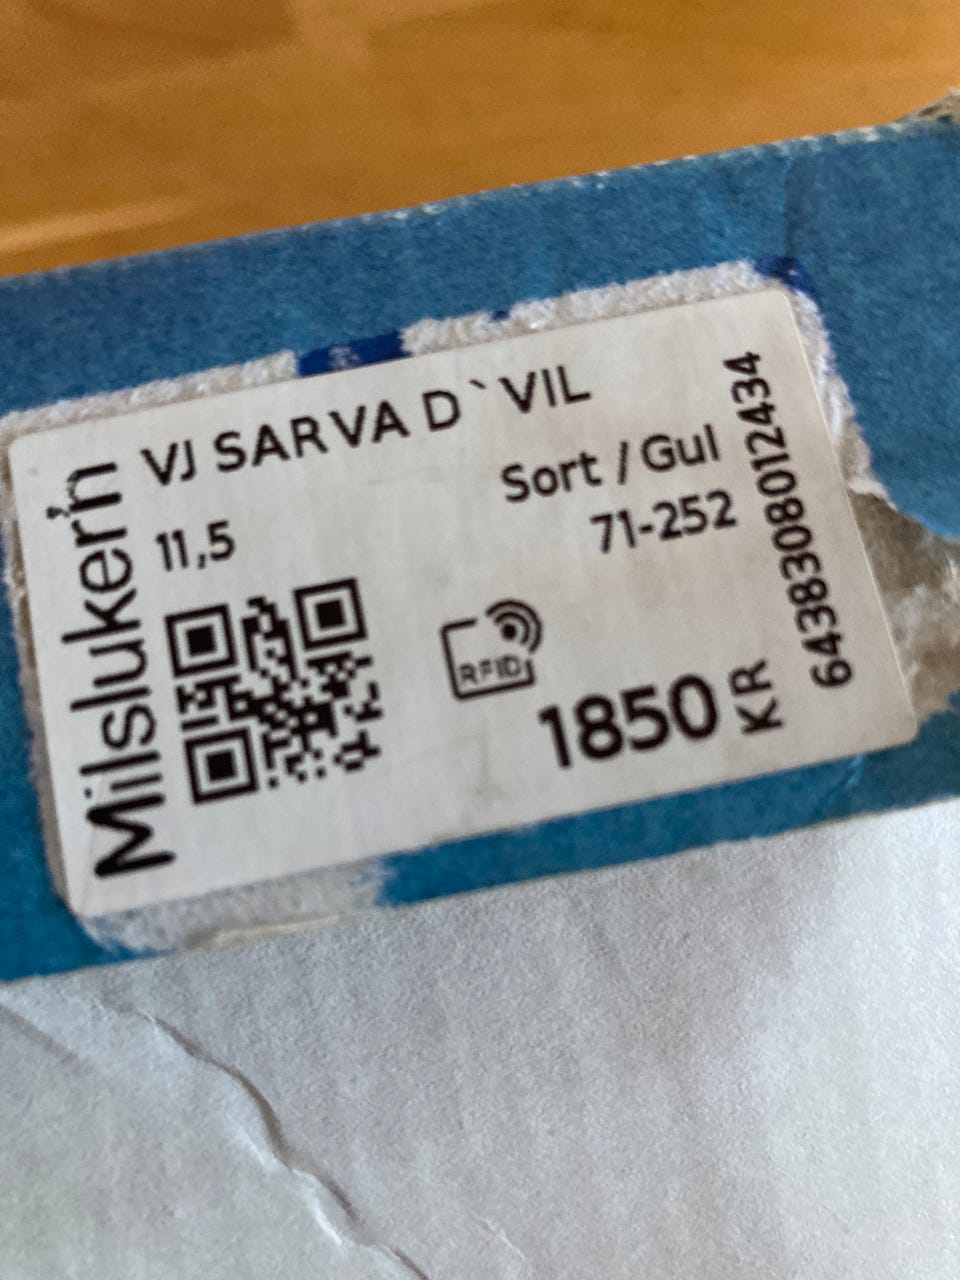 Milslukern
VJ SARVA D`VIL
11,5
Sort / Gul
71-252
RFID
1850 KR
6438308012434